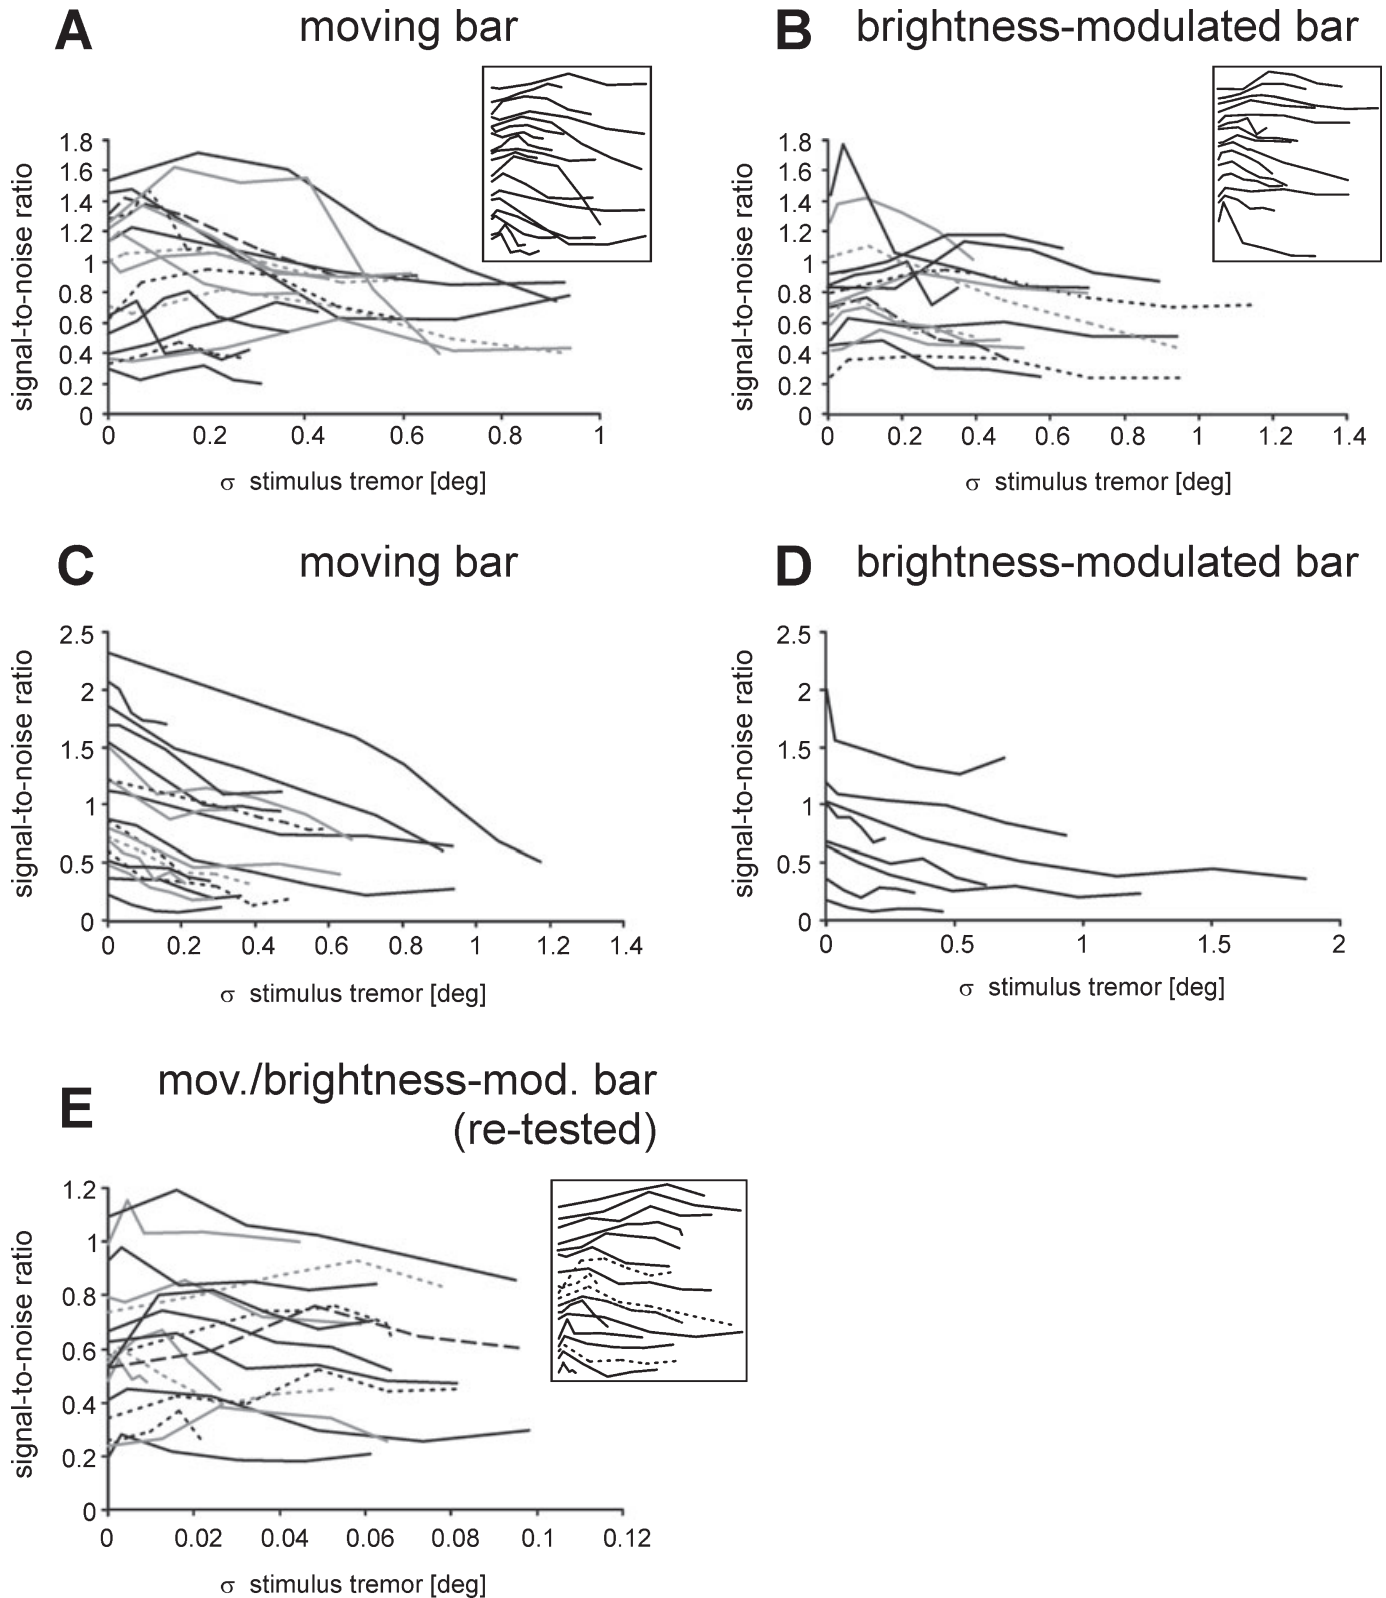 A moving bar
B brightness-modulated bar
signal-to-noise ratio
1.8
1.6
1.4
1.2
1
0.8
0.6
0.4
0.2
0
0 0.2 0.4 0.6 0.8 1
σ stimulus tremor [deg]
signal-to-noise ratio
1.8
1.6
1.4
1.2
1
0.8
0.6
0.4
0.2
0
0 0.2 0.4 0.6 0.8 1 1.2 1.4
σ stimulus tremor [deg]
C moving bar
D brightness-modulated bar
signal-to-noise ratio
2.5
2
1.5
1
0.5
0
0 0.2 0.4 0.6 0.8 1 1.2 1.4
σ stimulus tremor [deg]
signal-to-noise ratio
2.5
2
1.5
1
0.5
0
0 0.5 1 1.5 2
σ stimulus tremor [deg]
E mov./brightness-mod. bar
(re-tested)
signal-to-noise ratio
1.2
1
0.8
0.6
0.4
0.2
0
0 0.02 0.04 0.06 0.08 0.1 0.12
σ stimulus tremor [deg]